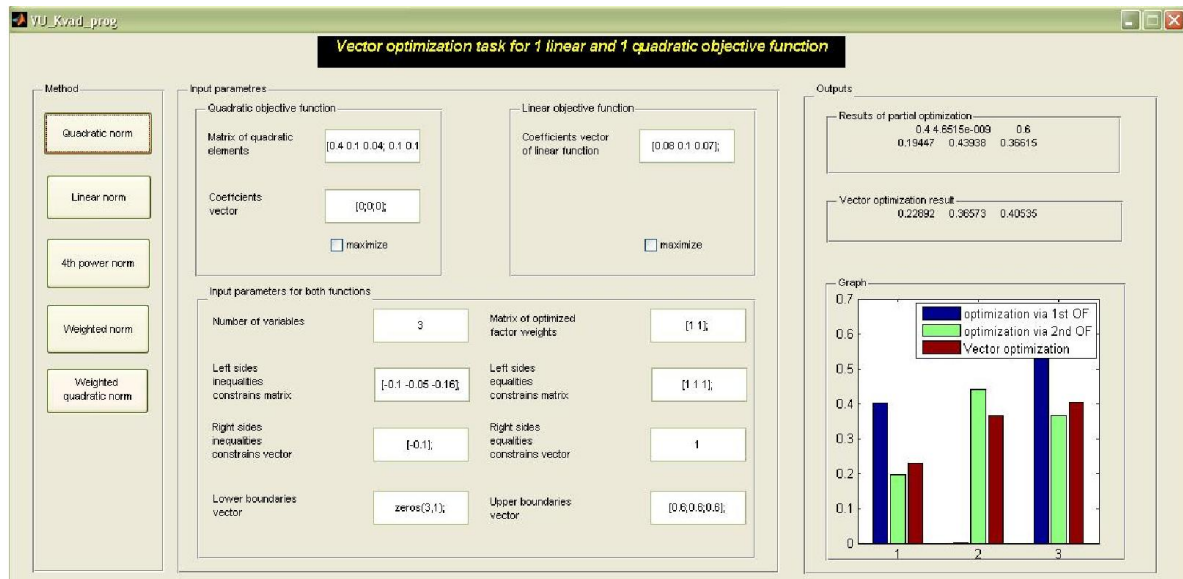 VU_Kvad_prog
Vector optimization task for 1 linear and 1 quadratic objective function
Method
Quadratic norm
Linear norm
4th power norm
Weighted norm
Weighted
quadratic norm
Input parametres
Quadratic objective function
Matrix of quadratic
elements
[0.4 0.1 0.04; 0.1 0.1
Coeffcients
vector
[0;0;0];
maximize
Linear objective function
Coefficients vector
of linear function
[0.08 0.1 0.07];
maximize
Input parameters for both functions
Number of variables
3
Matrix of optimized
factor weights
[1 1];
Left sides
inequalities
constrains matrix
[-0.1 -0.05 -0.16];
Left sides
equalities
constrains matrix
[1 1 1];
Right sides
inequalities
constrains vector
[-0.1];
Right sides
equalities
constrains vector
1
Lower boundaries
vector
zeros(3,1);
Upper boundaries
vector
[0.6;0.6;0.6];
Outputs
Results of partial optimization
0.4 4.6515e-009 0.6
0.19447 0.43938 0.36615
Vector optimization result
0.22892 0.36573 0.40535
Graph
optimization via 1st OF
optimization via 2nd OF
Vector optimization
0.7
0.6
0.5
0.4
0.3
0.2
0.1
0
1 2 3